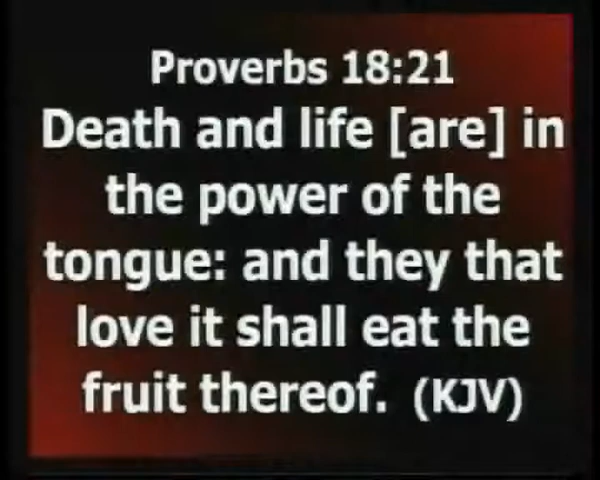 Proverbs 18:21
Death and life [are] in
the power of the
tongue: and they that
love it shall eat the
fruit thereof. (KJV)